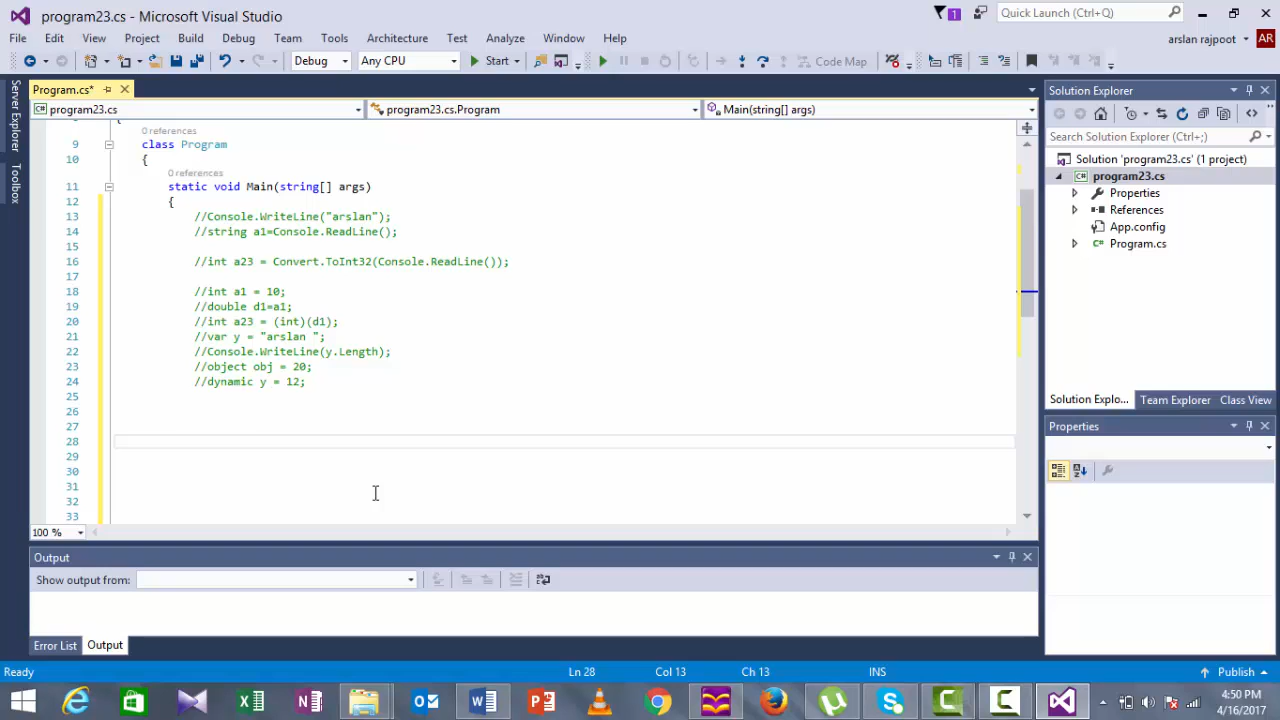 program23.cs - Microsoft Visual Studio
1
Quick Launch (Ctrl+Q)
File Edit View Project Build Debug Team Tools Architecture Test Analyze Window Help
arslan rajpoot AR
Debug Any CPU Start Code Map
Server Explorer
Toolbox
Program.cs*
program23.cs program23.cs.Program Main(string[] args)
0 references
9 class Program
10 {
0 references
11 static void Main(string[] args)
12 {
13 //Console.WriteLine("arslan");
14 //string a1=Console.ReadLine();
15
16 //int a23 = Convert.ToInt32(Console.ReadLine());
17
18 //int a1 = 10;
19 //double d1=a1;
20 //int a23 = (int)(d1);
21 //var y = "arslan ";
22 //Console.WriteLine(y.Length);
23 //object obj = 20;
24 //dynamic y = 12;
25
26
27
28
29
30
31
32
33
100 %
Output
Show output from:
Error List Output
Solution Explorer
Search Solution Explorer (Ctrl+;)
Solution 'program23.cs' (1 project)
program23.cs
Properties
References
App.config
Program.cs
Solution Explo... Team Explorer Class View
Properties
Ready Ln 28 Col 13 Ch 13 INS Publish
4:50 PM
4/16/2017